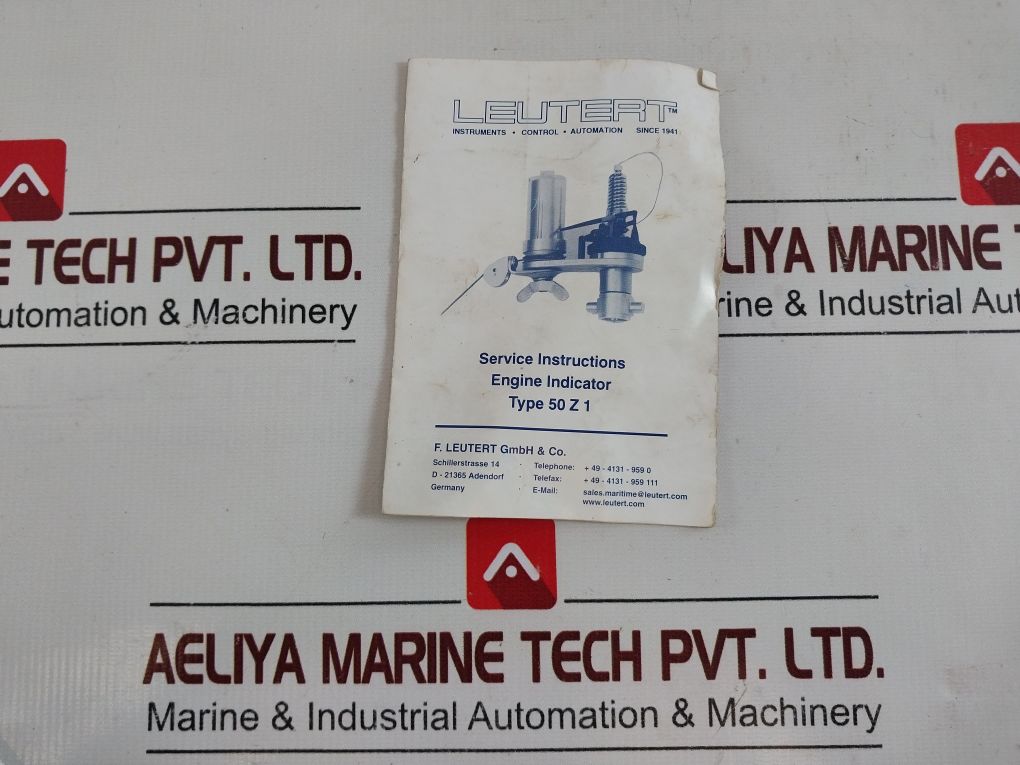 LEUTERT™
INSTRUMENTS • CONTROL • AUTOMATION SINCE 1941
Service Instructions
Engine Indicator
Type 50 Z 1
F. LEUTERT GmbH & Co.
Schillerstrasse 14 · Telephone: + 49 - 4131 - 959 0
D - 21365 Adendorf · Telefax: + 49 - 4131 - 959 111
Germany · E-Mail: sales.maritime@leutert.com
www.leutert.com
E TECH PVT. LTD.
utomation & Machinery
LIYA MARINE T
rine & Industrial Aut
AELIYA MARINE TECH PVT. LTD.
Marine & Industrial Automation & Machinery